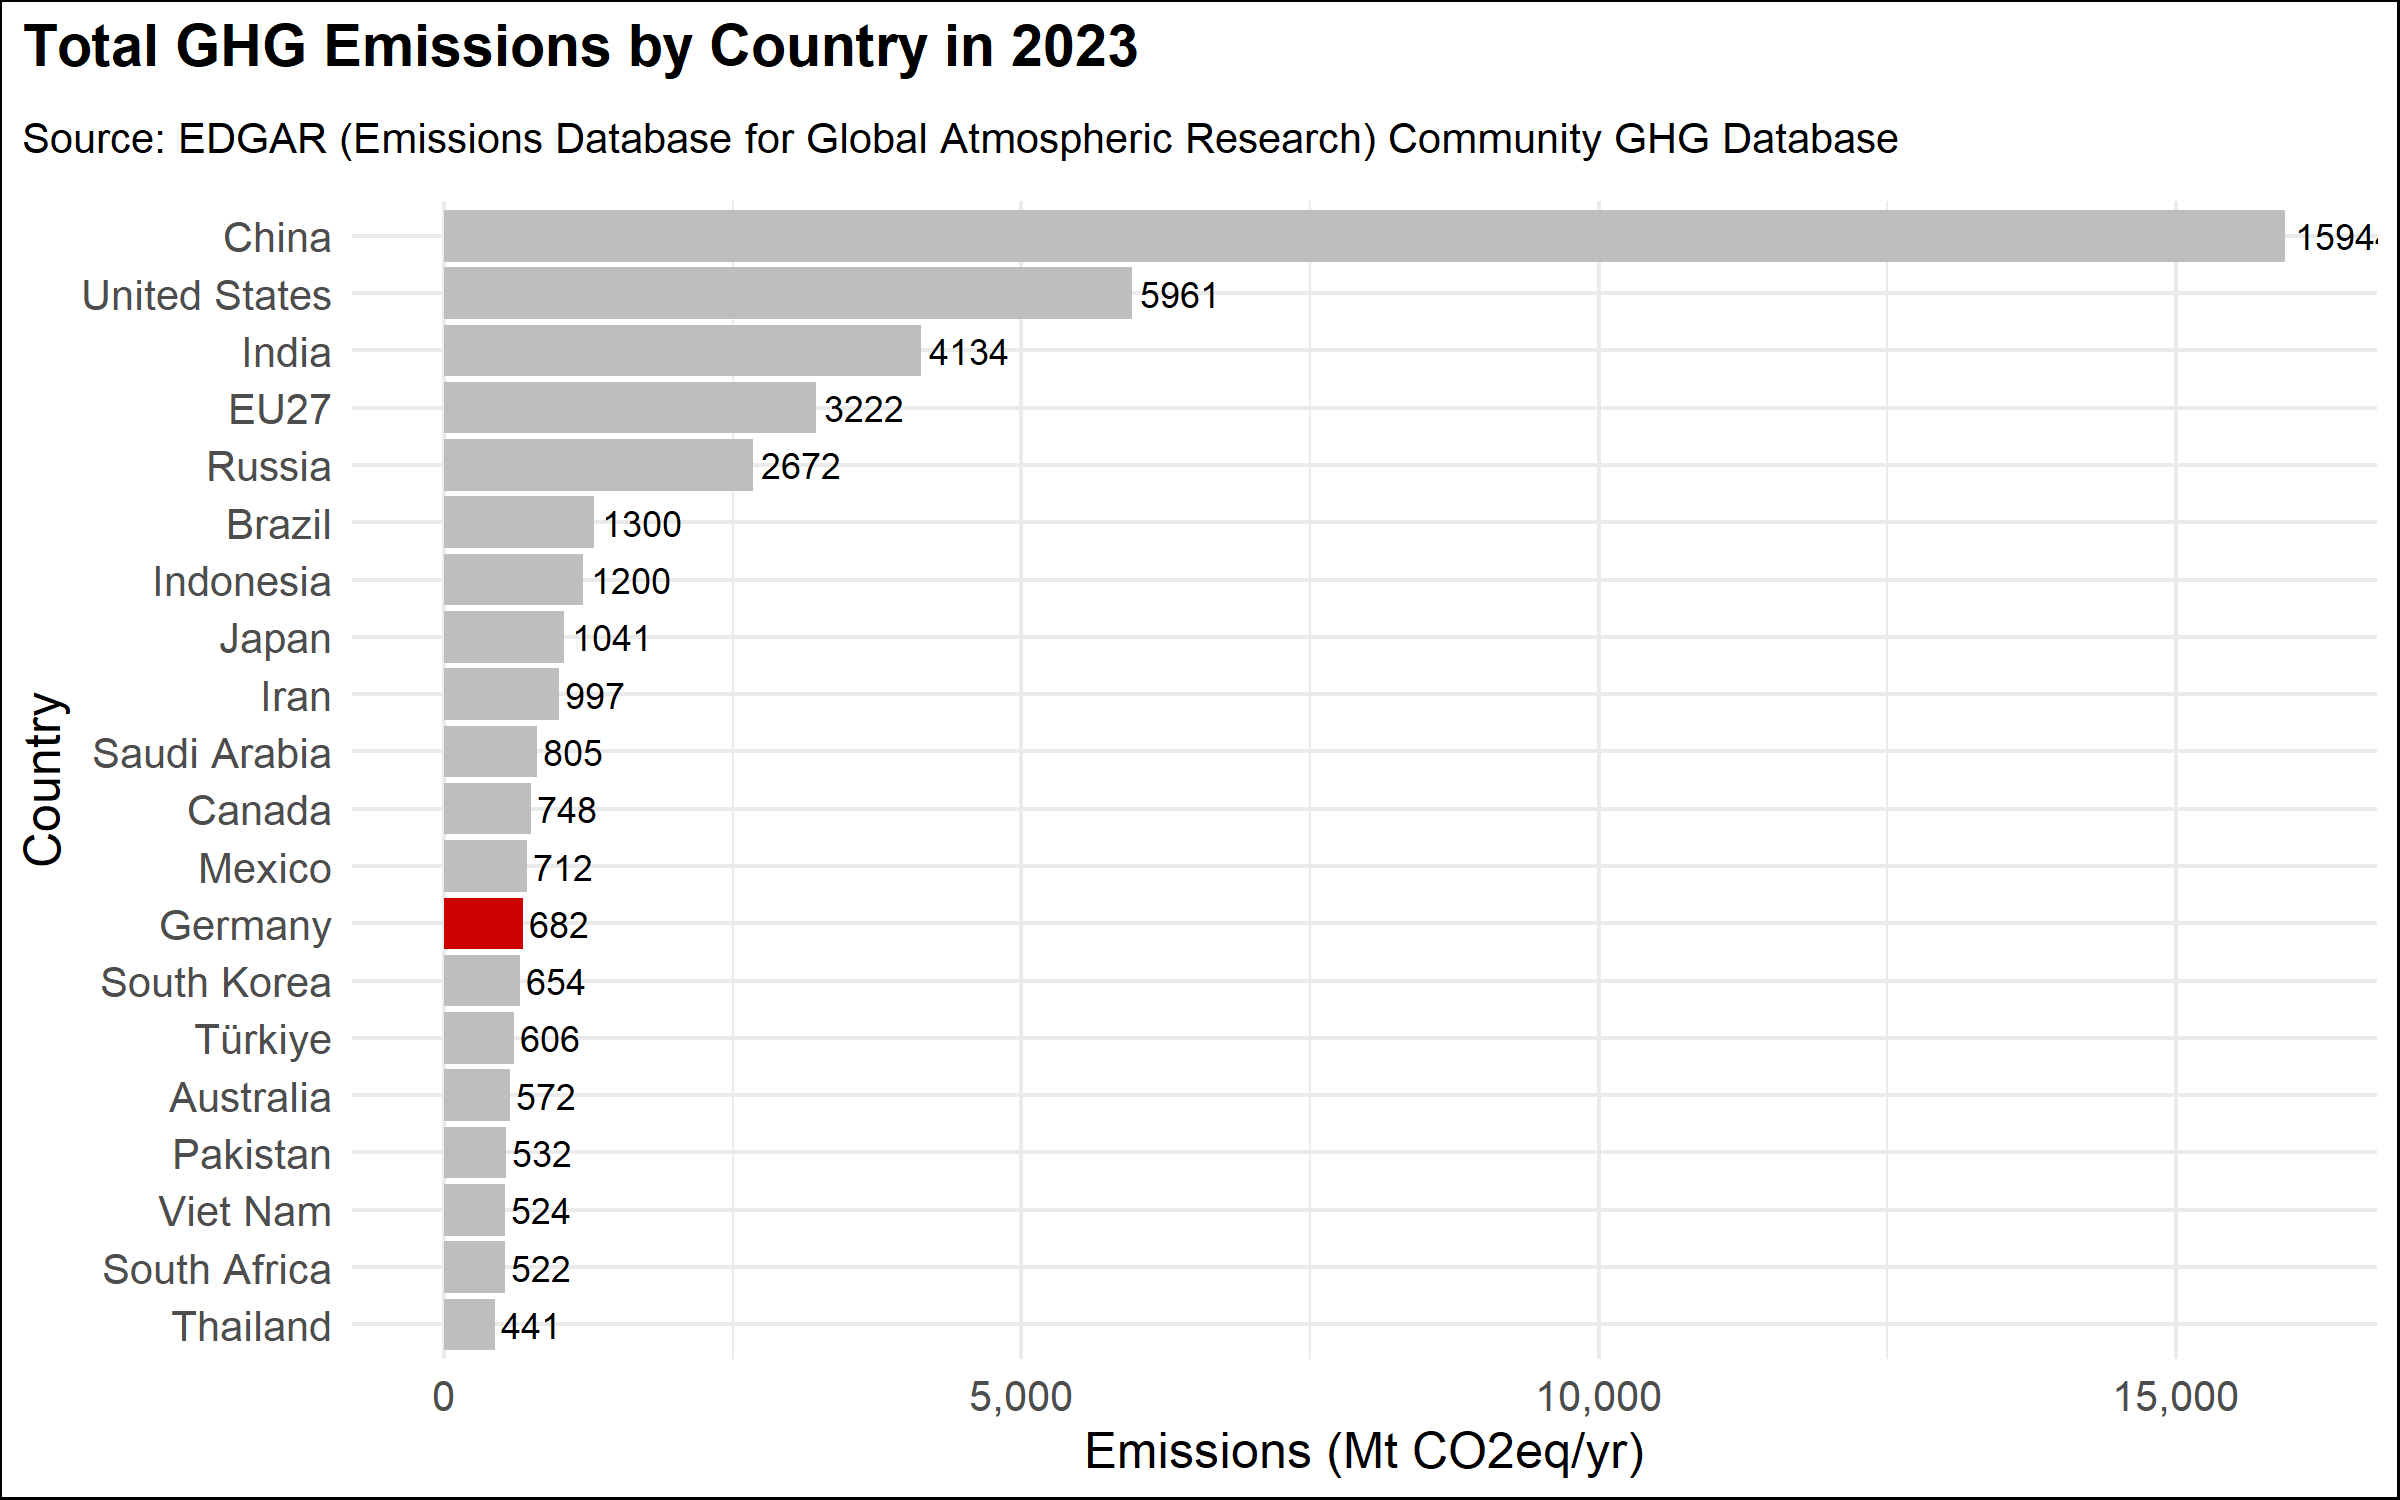 Total GHG Emissions by Country in 2023
Source: EDGAR (Emissions Database for Global Atmospheric Research) Community GHG Database
China 15944
United States 5961
India 4134
EU27 3222
Russia 2672
Brazil 1300
Indonesia 1200
Japan 1041
Iran 997
Saudi Arabia 805
Canada 748
Mexico 712
Germany 682
South Korea 654
Türkiye 606
Australia 572
Pakistan 532
Viet Nam 524
South Africa 522
Thailand 441
Country
0 5,000 10,000 15,000
Emissions (Mt CO2eq/yr)